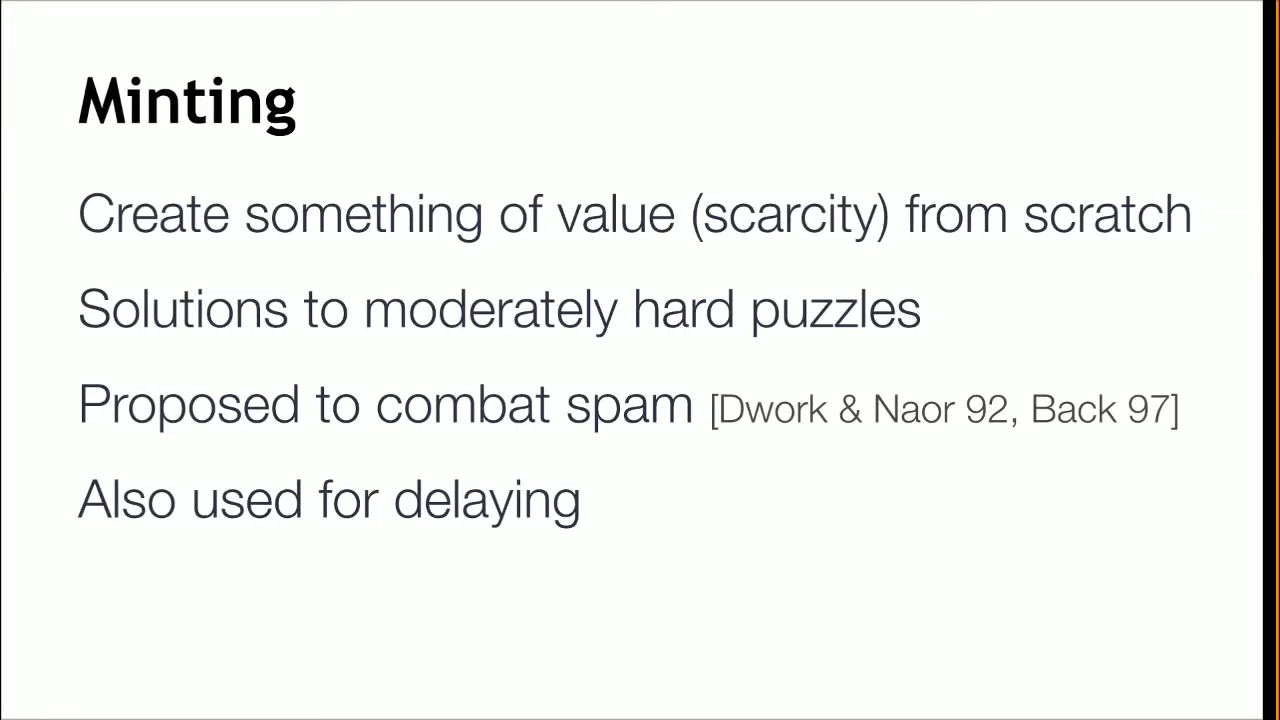 Minting
Create something of value (scarcity) from scratch
Solutions to moderately hard puzzles
Proposed to combat spam [Dwork & Naor 92, Back 97]
Also used for delaying